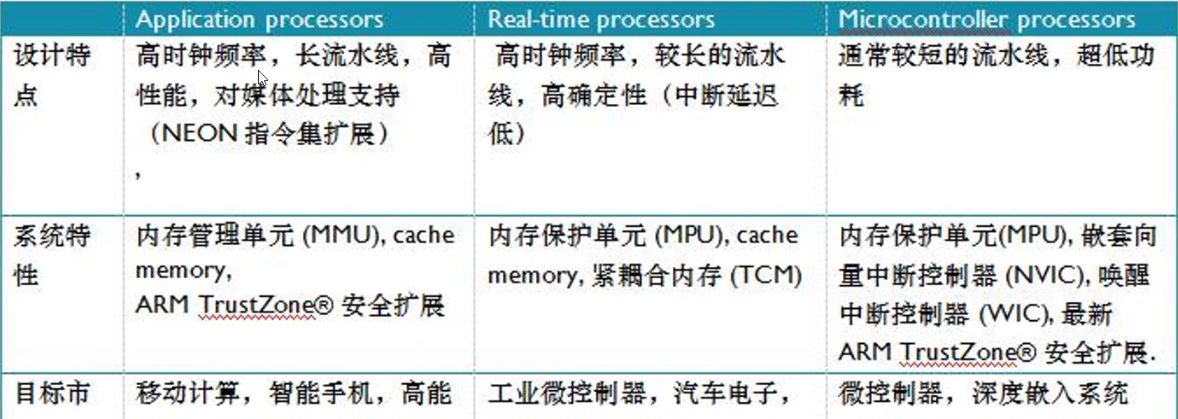 Application processors
Real-time processors
Microcontroller processors
设计特
点
高时钟频率，长流水线，高
性能，对媒体处理支持
（NEON 指令集扩展）
,
高时钟频率，较长的流水
线，高确定性（中断延迟
低）
通常较短的流水线，超低功
耗
系统特
性
内存管理单元 (MMU), cache
memory,
ARM TrustZone® 安全扩展
内存保护单元 (MPU), cache
memory, 紧耦合内存 (TCM)
内存保护单元(MPU), 嵌套向
量中断控制器 (NVIC), 唤醒
中断控制器 (WIC), 最新
ARM TrustZone® 安全扩展.
目标市
移动计算，智能手机，高能
工业微控制器，汽车电子，
微控制器，深度嵌入系统